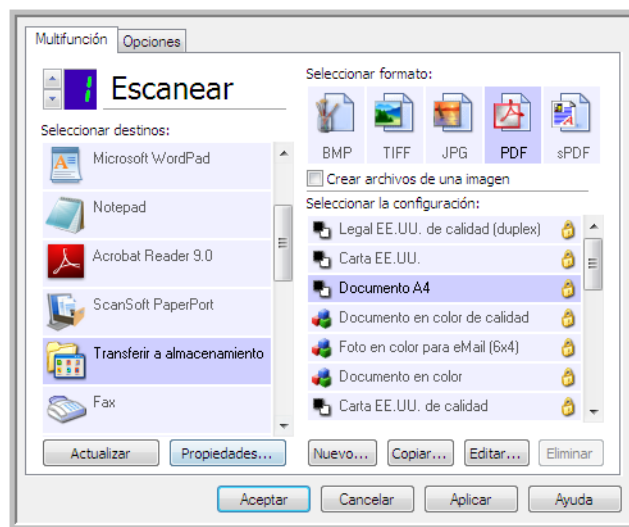 Multifunción
Opciones
1
Escanear
Seleccionar destinos:
Microsoft WordPad
Notepad
Acrobat Reader 9.0
ScanSoft PaperPort
Transferir a almacenamiento
Fax
Actualizar
Propiedades...
Seleccionar formato:
BMP TIFF JPG PDF sPDF
Crear archivos de una imagen
Seleccionar la configuración:
Legal EE.UU. de calidad (duplex)
Carta EE.UU.
Documento A4
Documento en color de calidad
Foto en color para eMail (6x4)
Documento en color
Carta EE.UU. de calidad
Nuevo... Copiar... Editar... Eliminar
Aceptar Cancelar Aplicar Ayuda